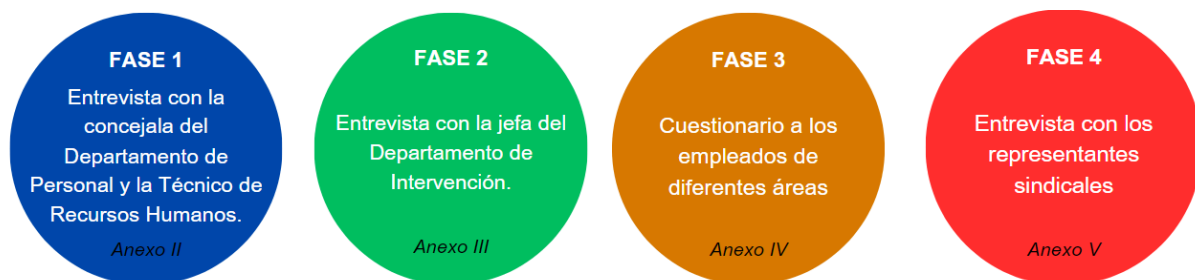 FASE 1
Entrevista con la
concejala del
Departamento de
Personal y la Técnico de
Recursos Humanos.
Anexo II
FASE 2
Entrevista con la jefa del
Departamento de
Intervención.
Anexo III
FASE 3
Cuestionario a los
empleados de
diferentes áreas
Anexo IV
FASE 4
Entrevista con los
representantes
sindicales
Anexo V